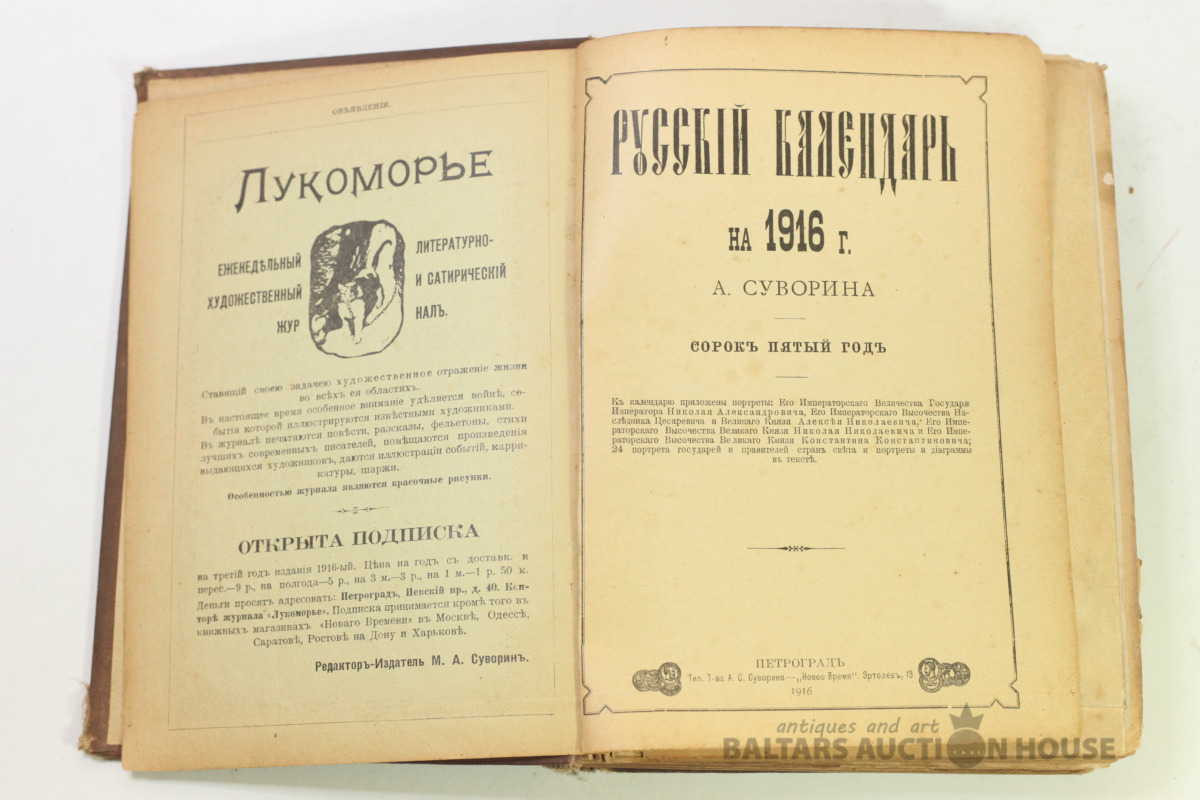 ОБЪЯВЛЕНІЯ.
ЛУКОМОРЬЕ
ЕЖЕНЕДѢЛЬНЫЙ
ХУДОЖЕСТВЕННЫЙ
ЖУР
ЛИТЕРАТУРНО-
И САТИРИЧЕСКІЙ
НАЛЪ,
Ставящій своею задачею художественное отраженіе жизни
во всѣхъ ея областяхъ.
Въ настоящее время особенное вниманіе удѣляется войнѣ, со-
бытія которой иллюстрируются извѣстными художниками.
Въ журналѣ печатаются повѣсти, разсказы, фельетоны, стихи
лучшихъ современныхъ писателей, помѣщаются произведенія
выдающихся художниковъ, даются иллюстраціи событій, карри-
катуры, шаржи.
Особенностью журнала являются красочные рисунки.
ОТКРЫТА ПОДПИСКА
на третій годъ изданія 1916-ый. Цѣна на годъ съ доставк. и
перес.—9 р., на полгода—5 р., на 3 м.—3 р., на 1 м.—1 р. 50 к.
Деньги просятъ адресовать: Петроградъ, Невскій пр., д. 40. Кон-
торѣ журнала «Лукоморье». Подписка принимается кромѣ того въ
книжныхъ магазинахъ «Новаго Времени» въ Москвѣ, Одессѣ,
Саратовѣ, Ростовѣ на Дону и Харьковѣ.
Редакторъ-Издатель М. А. Суворинъ.
РУССКІЙ КАЛЕНДАРЬ
НА 1916 Г.
А. СУВОРИНА
СОРОКЪ ПЯТЫЙ ГОДЪ
Къ календарю приложены портреты: Его Императорскаго Величества Государя
Императора Николая Александровича, Его Императорскаго Высочества На-
слѣдника Цесаревича и Великаго Князя Алексѣя Николаевича, Его Импе-
раторскаго Высочества Великаго Князя Николая Николаевича и Его Импе-
раторскаго Высочества Великаго Князя Константина Константиновича;
24 портрета государей и правителей странъ свѣта и портреты и діаграммы
въ текстѣ.
ПЕТРОГРАДЪ
Тип. Т-ва А. С. Суворина—„Новое Время“. Эртелевъ, 13
1916
antiques and art
BALTARS AUCTION HOUSE